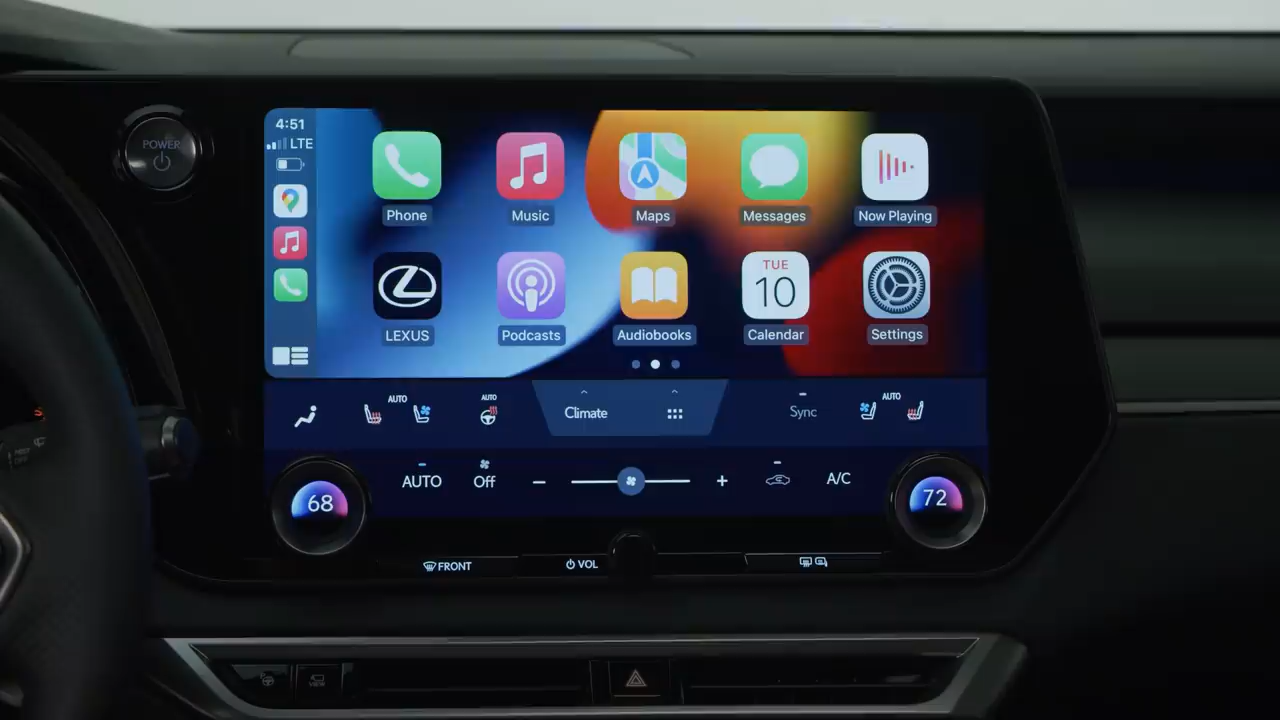 POWER
4:51
LTE
Phone
Music
Maps
Messages
Now Playing
LEXUS
Podcasts
Audiobooks
TUE
10
Calendar
Settings
AUTO
AUTO
Climate
Sync
AUTO
AUTO
Off
A/C
68
72
FRONT
VOL
VIEW